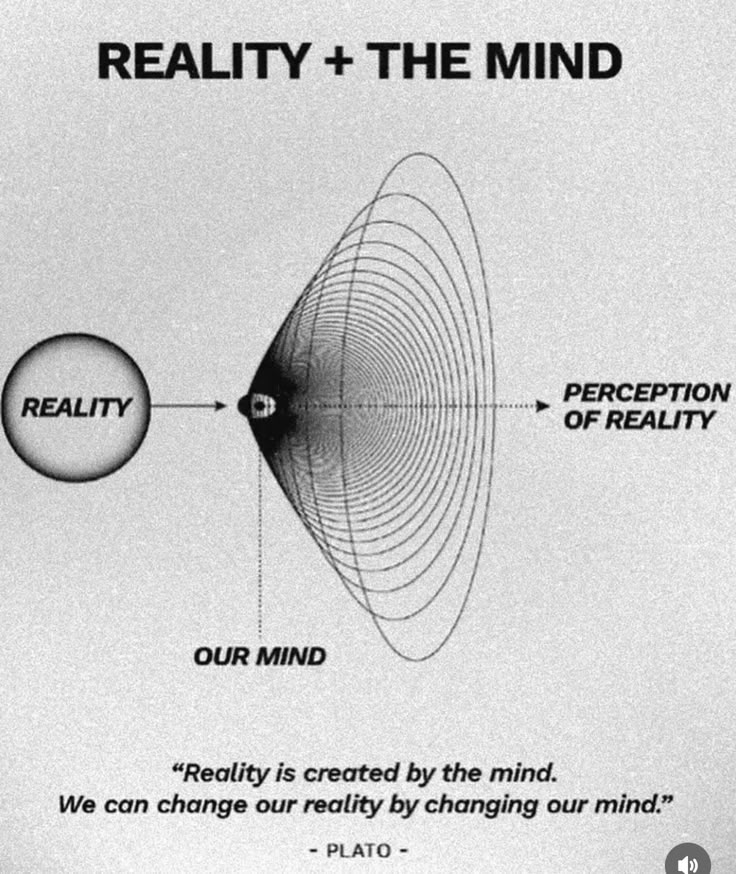 REALITY + THE MIND
REALITY
PERCEPTION
OF REALITY
OUR MIND
“Reality is created by the mind.
We can change our reality by changing our mind.”
- PLATO -